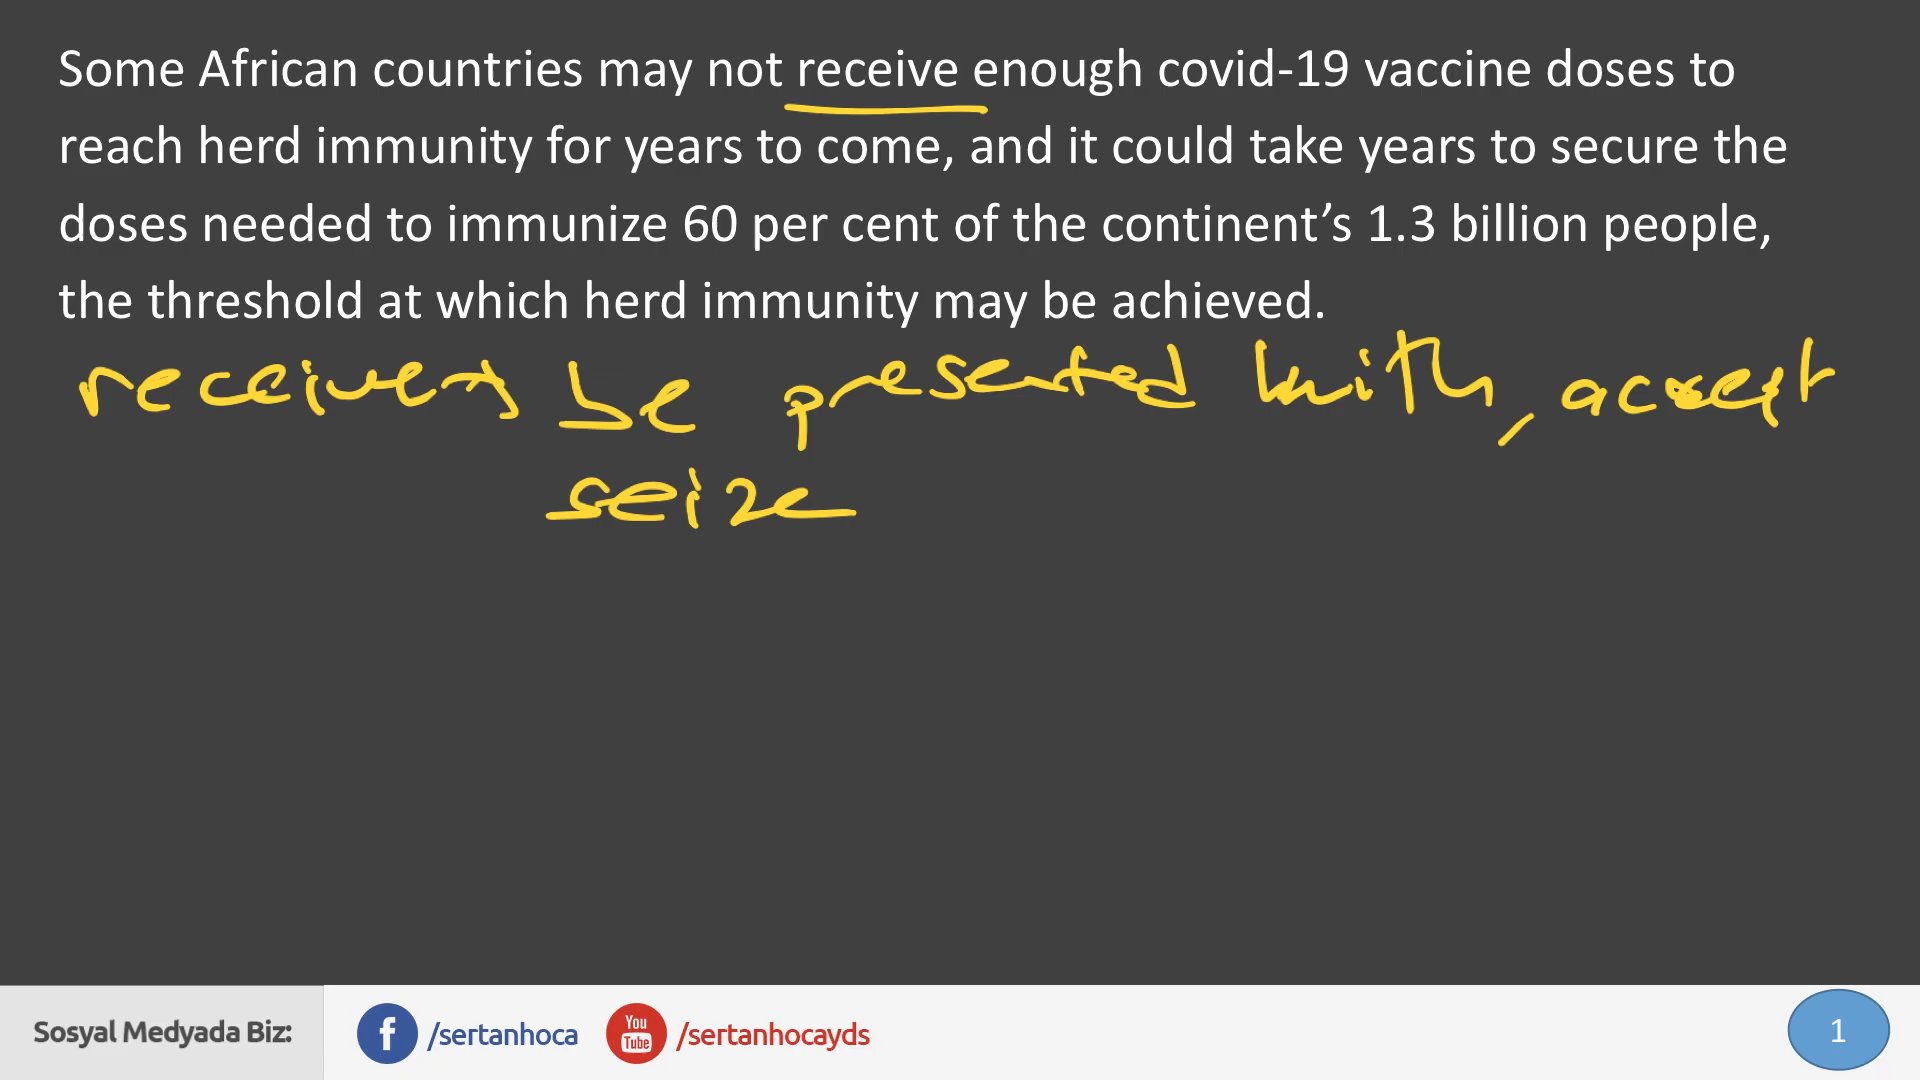 Some African countries may not receive enough covid-19 vaccine doses to
reach herd immunity for years to come, and it could take years to secure the
doses needed to immunize 60 per cent of the continent’s 1.3 billion people,
the threshold at which herd immunity may be achieved.
receive → be presented with, accept
seize
Sosyal Medyada Biz: f /sertanhoca You Tube /sertanhocayds 1